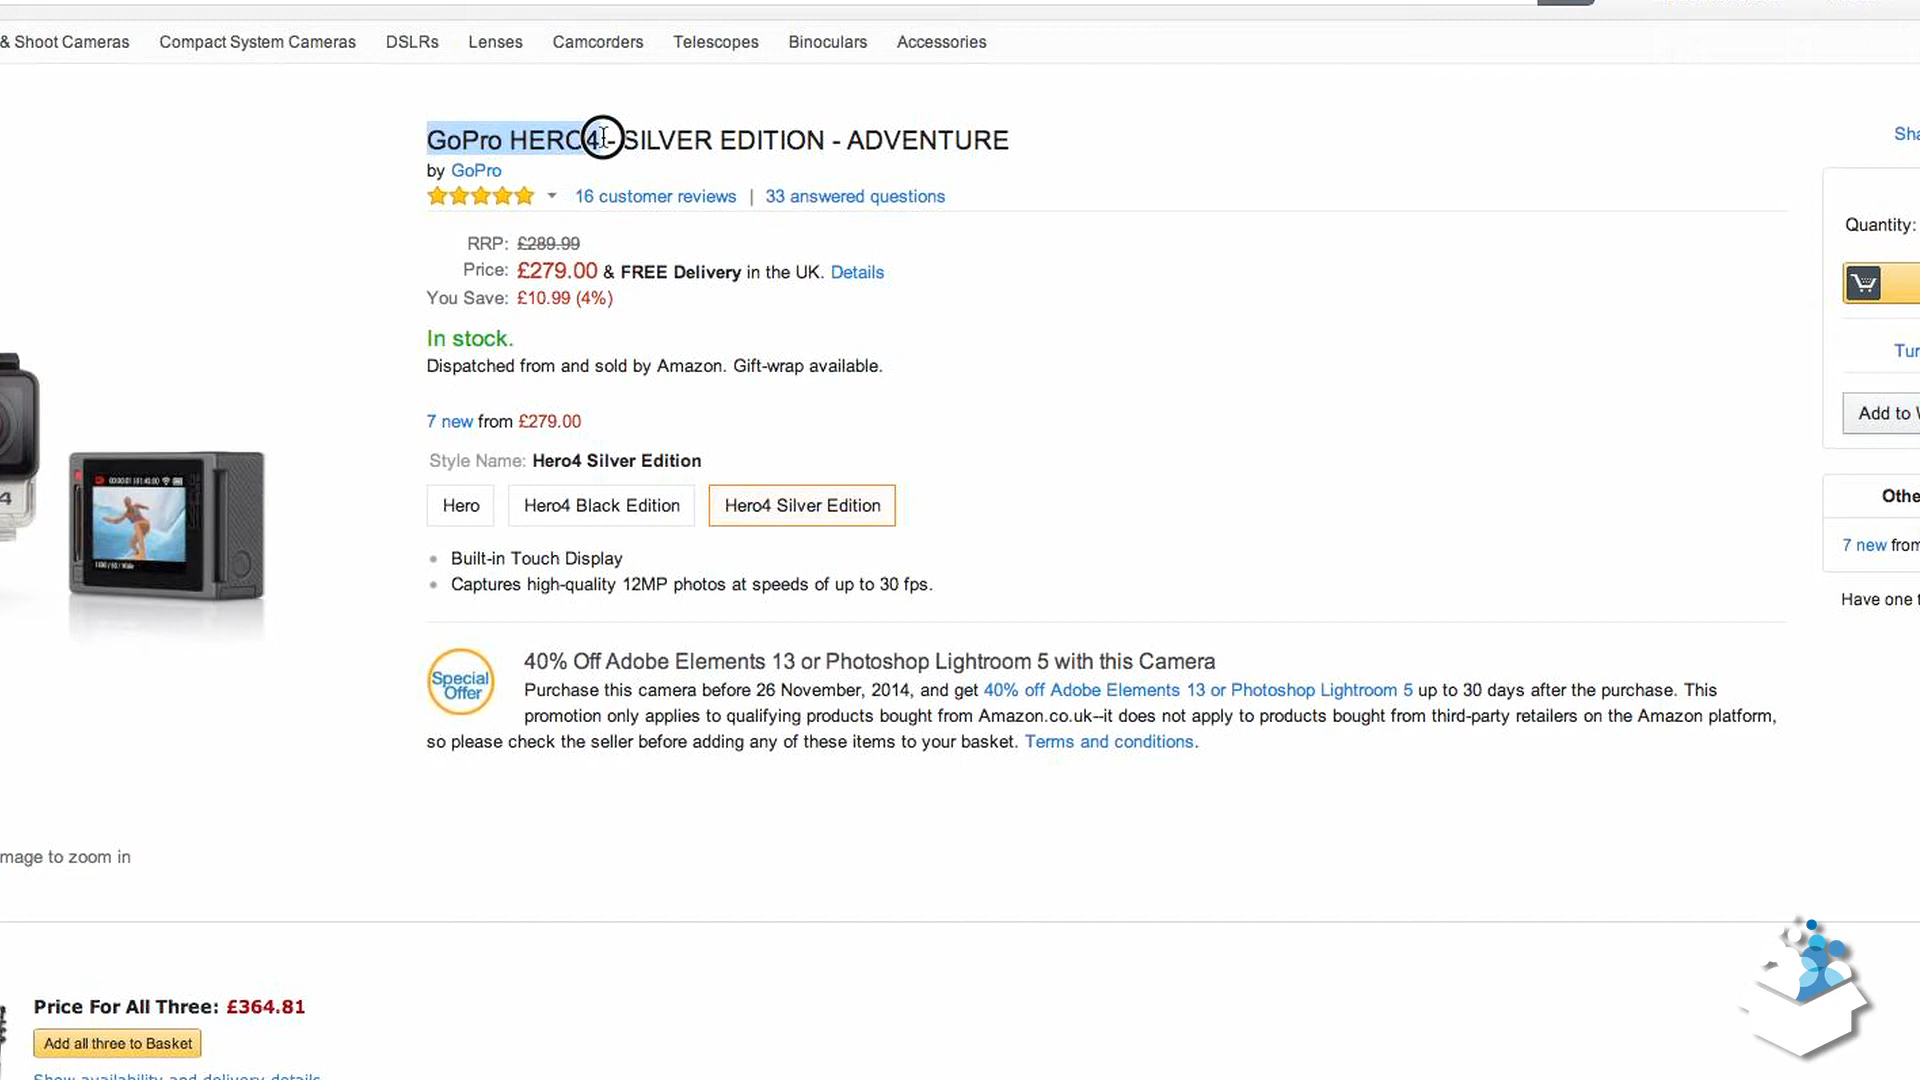 & Shoot Cameras Compact System Cameras DSLRs Lenses Camcorders Telescopes Binoculars Accessories
GoPro HERO4 - SILVER EDITION - ADVENTURE
Sha
by GoPro
16 customer reviews | 33 answered questions
RRP: £289.99
Quantity:
Price: £279.00 & FREE Delivery in the UK. Details
You Save: £10.99 (4%)
In stock.
Tur
Dispatched from and sold by Amazon. Gift-wrap available.
Add to
7 new from £279.00
Style Name: Hero4 Silver Edition
Hero Hero4 Black Edition Hero4 Silver Edition
Othe
4
7 new from
Built-in Touch Display
Captures high-quality 12MP photos at speeds of up to 30 fps.
Have one t
Special Offer
40% Off Adobe Elements 13 or Photoshop Lightroom 5 with this Camera
Purchase this camera before 26 November, 2014, and get 40% off Adobe Elements 13 or Photoshop Lightroom 5 up to 30 days after the purchase. This
promotion only applies to qualifying products bought from Amazon.co.uk--it does not apply to products bought from third-party retailers on the Amazon platform,
so please check the seller before adding any of these items to your basket. Terms and conditions.
mage to zoom in
Price For All Three: £364.81
Add all three to Basket
Show availability and delivery details